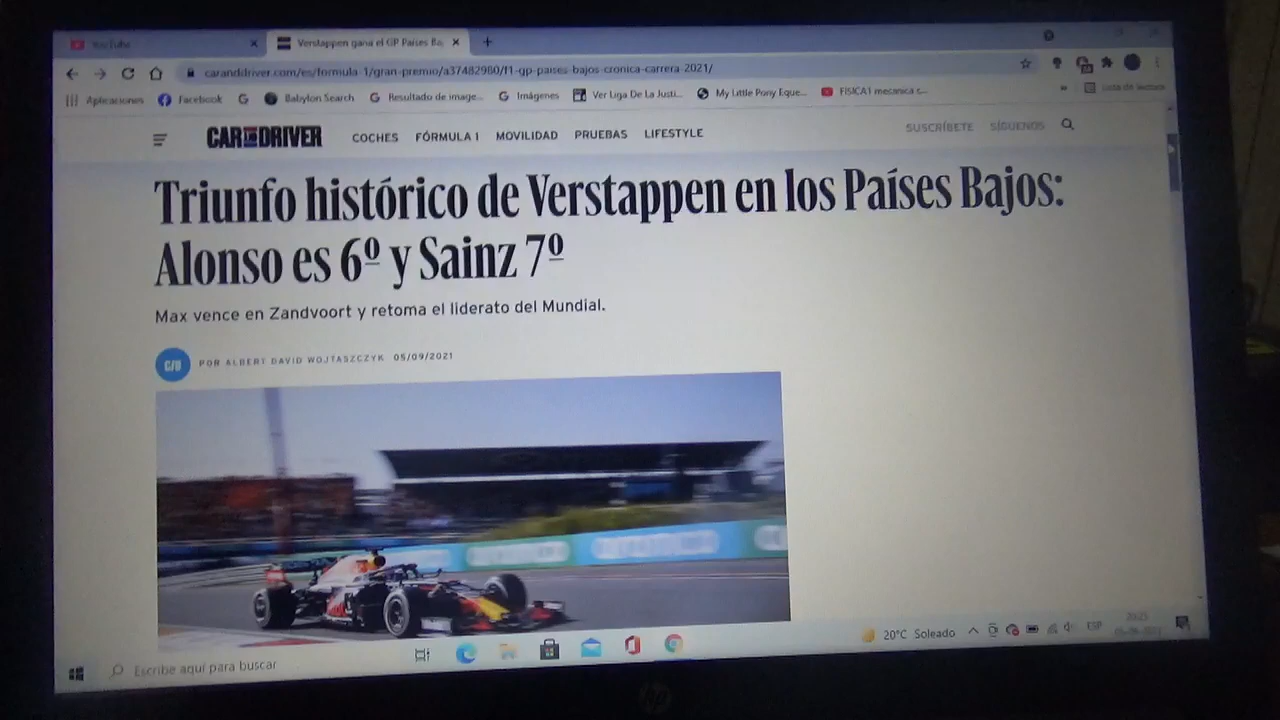 YouTube
Verstappen gana el GP Países Ba
caranddriver.com/es/formula-1/gran-premio/a37482980/f1-gp-paises-bajos-cronica-carrera-2021/
Aplicaciones Facebook G Babylon Search Resultado de image... Imágenes Ver Liga De La Justi... My Little Pony Eque... FISICA1 mecanica c... Lista de lectura
CAR AND DRIVER COCHES FÓRMULA 1 MOVILIDAD PRUEBAS LIFESTYLE SUSCRÍBETE SÍGUENOS
Triunfo histórico de Verstappen en los Países Bajos:
Alonso es 6º y Sainz 7º
Max vence en Zandvoort y retoma el liderato del Mundial.
C/D POR ALBERT DAVID WOJTASZCZYK 05/09/2021
Escribe aquí para buscar
20°C Soleado ESP
hp